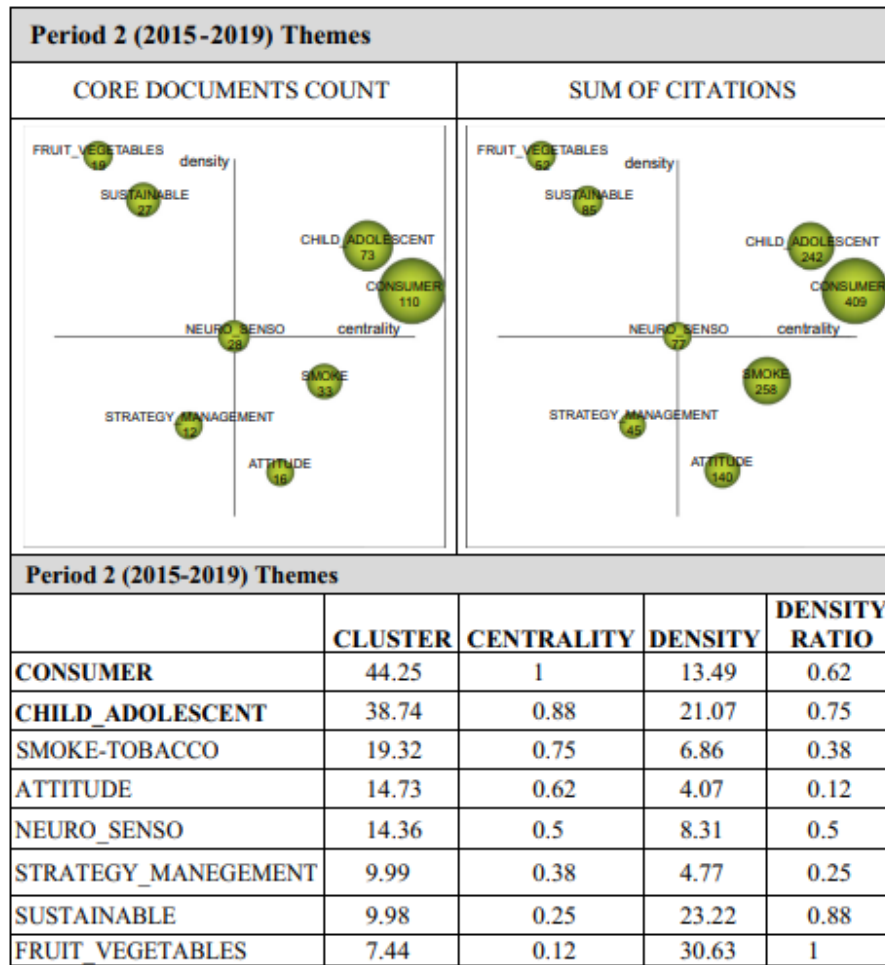 Period 2 (2015-2019) Themes
CORE DOCUMENTS COUNT
SUM OF CITATIONS
FRUIT_VEGETABLES
19
density
SUSTAINABLE
27
CHILD_ADOLESCENT
73
CONSUMER
110
NEURO_SENSO
28
centrality
SMOKE
33
STRATEGY_MANAGEMENT
12
ATTITUDE
16
FRUIT_VEGETABLES
52
density
SUSTAINABLE
85
CHILD_ADOLESCENT
242
CONSUMER
409
NEURO_SENSO
77
centrality
SMOKE
258
STRATEGY_MANAGEMENT
45
ATTITUDE
140
Period 2 (2015-2019) Themes
CLUSTER CENTRALITY DENSITY DENSITY RATIO
CONSUMER 44.25 1 13.49 0.62
CHILD_ADOLESCENT 38.74 0.88 21.07 0.75
SMOKE-TOBACCO 19.32 0.75 6.86 0.38
ATTITUDE 14.73 0.62 4.07 0.12
NEURO_SENSO 14.36 0.5 8.31 0.5
STRATEGY_MANEGEMENT 9.99 0.38 4.77 0.25
SUSTAINABLE 9.98 0.25 23.22 0.88
FRUIT_VEGETABLES 7.44 0.12 30.63 1